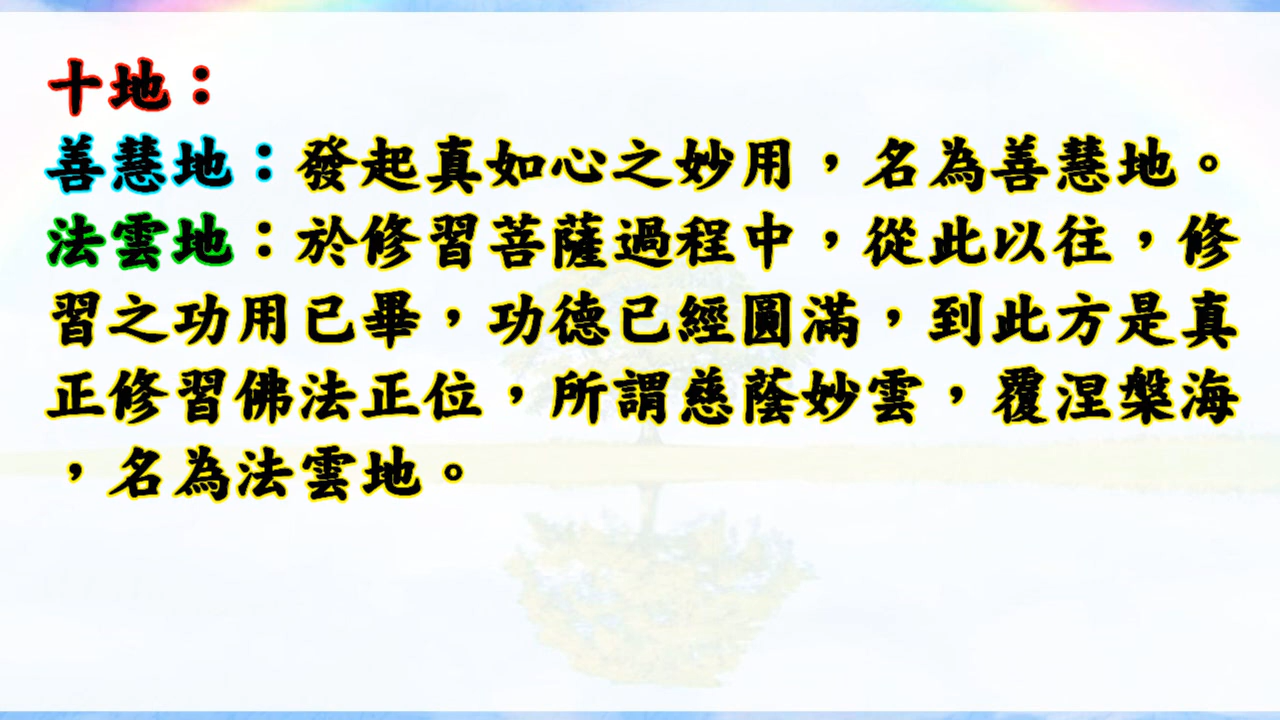 十地：
善慧地：發起真如心之妙用，名為善慧地。
法雲地：於修習菩薩過程中，從此以往，修
習之功用已畢，功德已經圓滿，到此方是真
正修習佛法正位，所謂慈蔭妙雲，覆涅槃海
，名為法雲地。